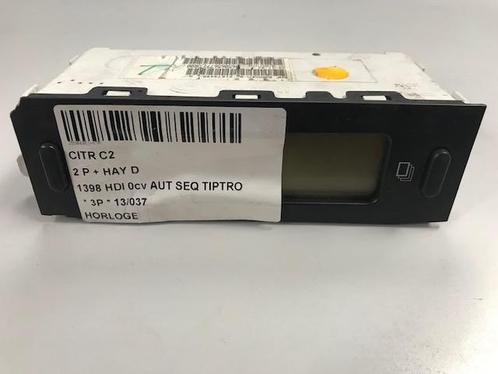 CITR C2
2 P + HAY D
1398 HDI 0cv AUT SEQ TIPTRO
* 3P * 13/037
HORLOGE